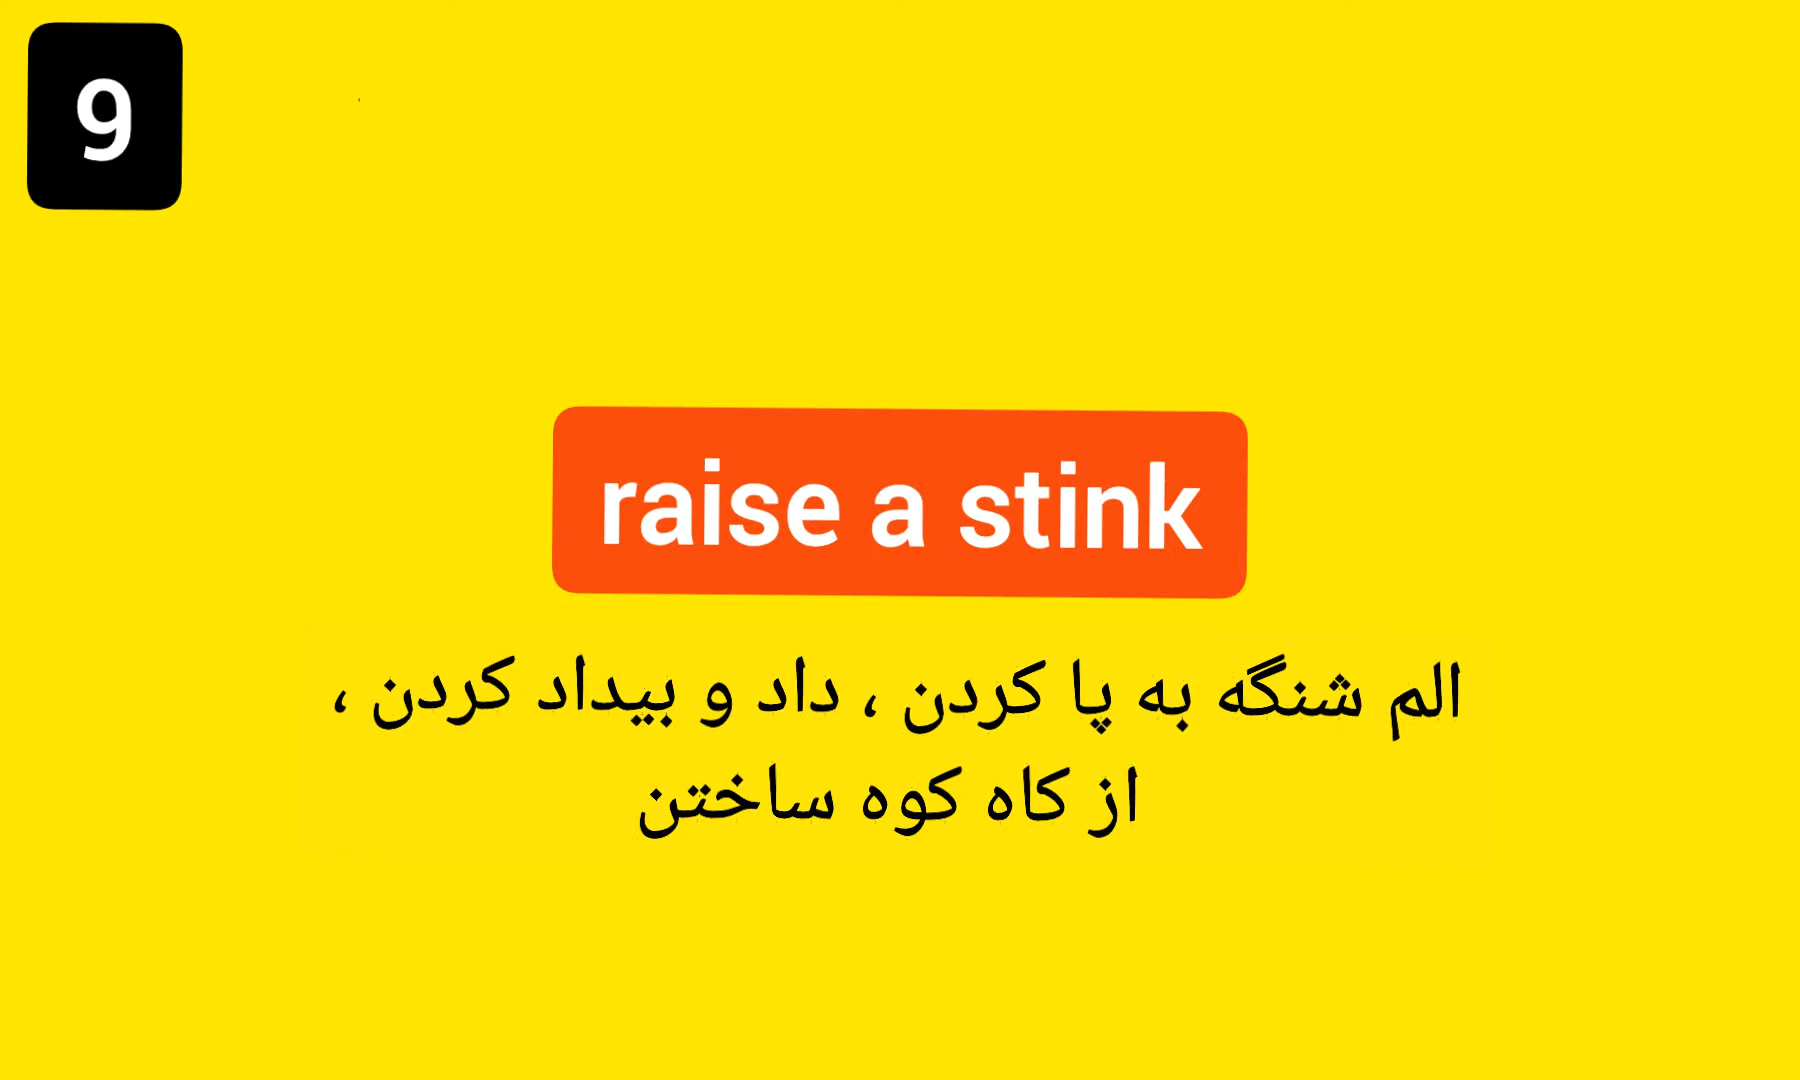 9
raise a stink
الم شنگه به پا کردن ، داد و بیداد کردن ،
از کاه کوه ساختن